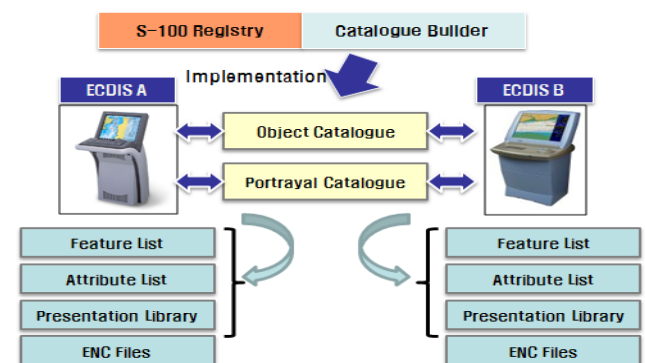 S-100 Registry
Catalogue Builder
Implementation
ECDIS A
ECDIS B
Object Catalogue
Portrayal Catalogue
Feature List
Attribute List
Presentation Library
ENC Files
Feature List
Attribute List
Presentation Library
ENC Files